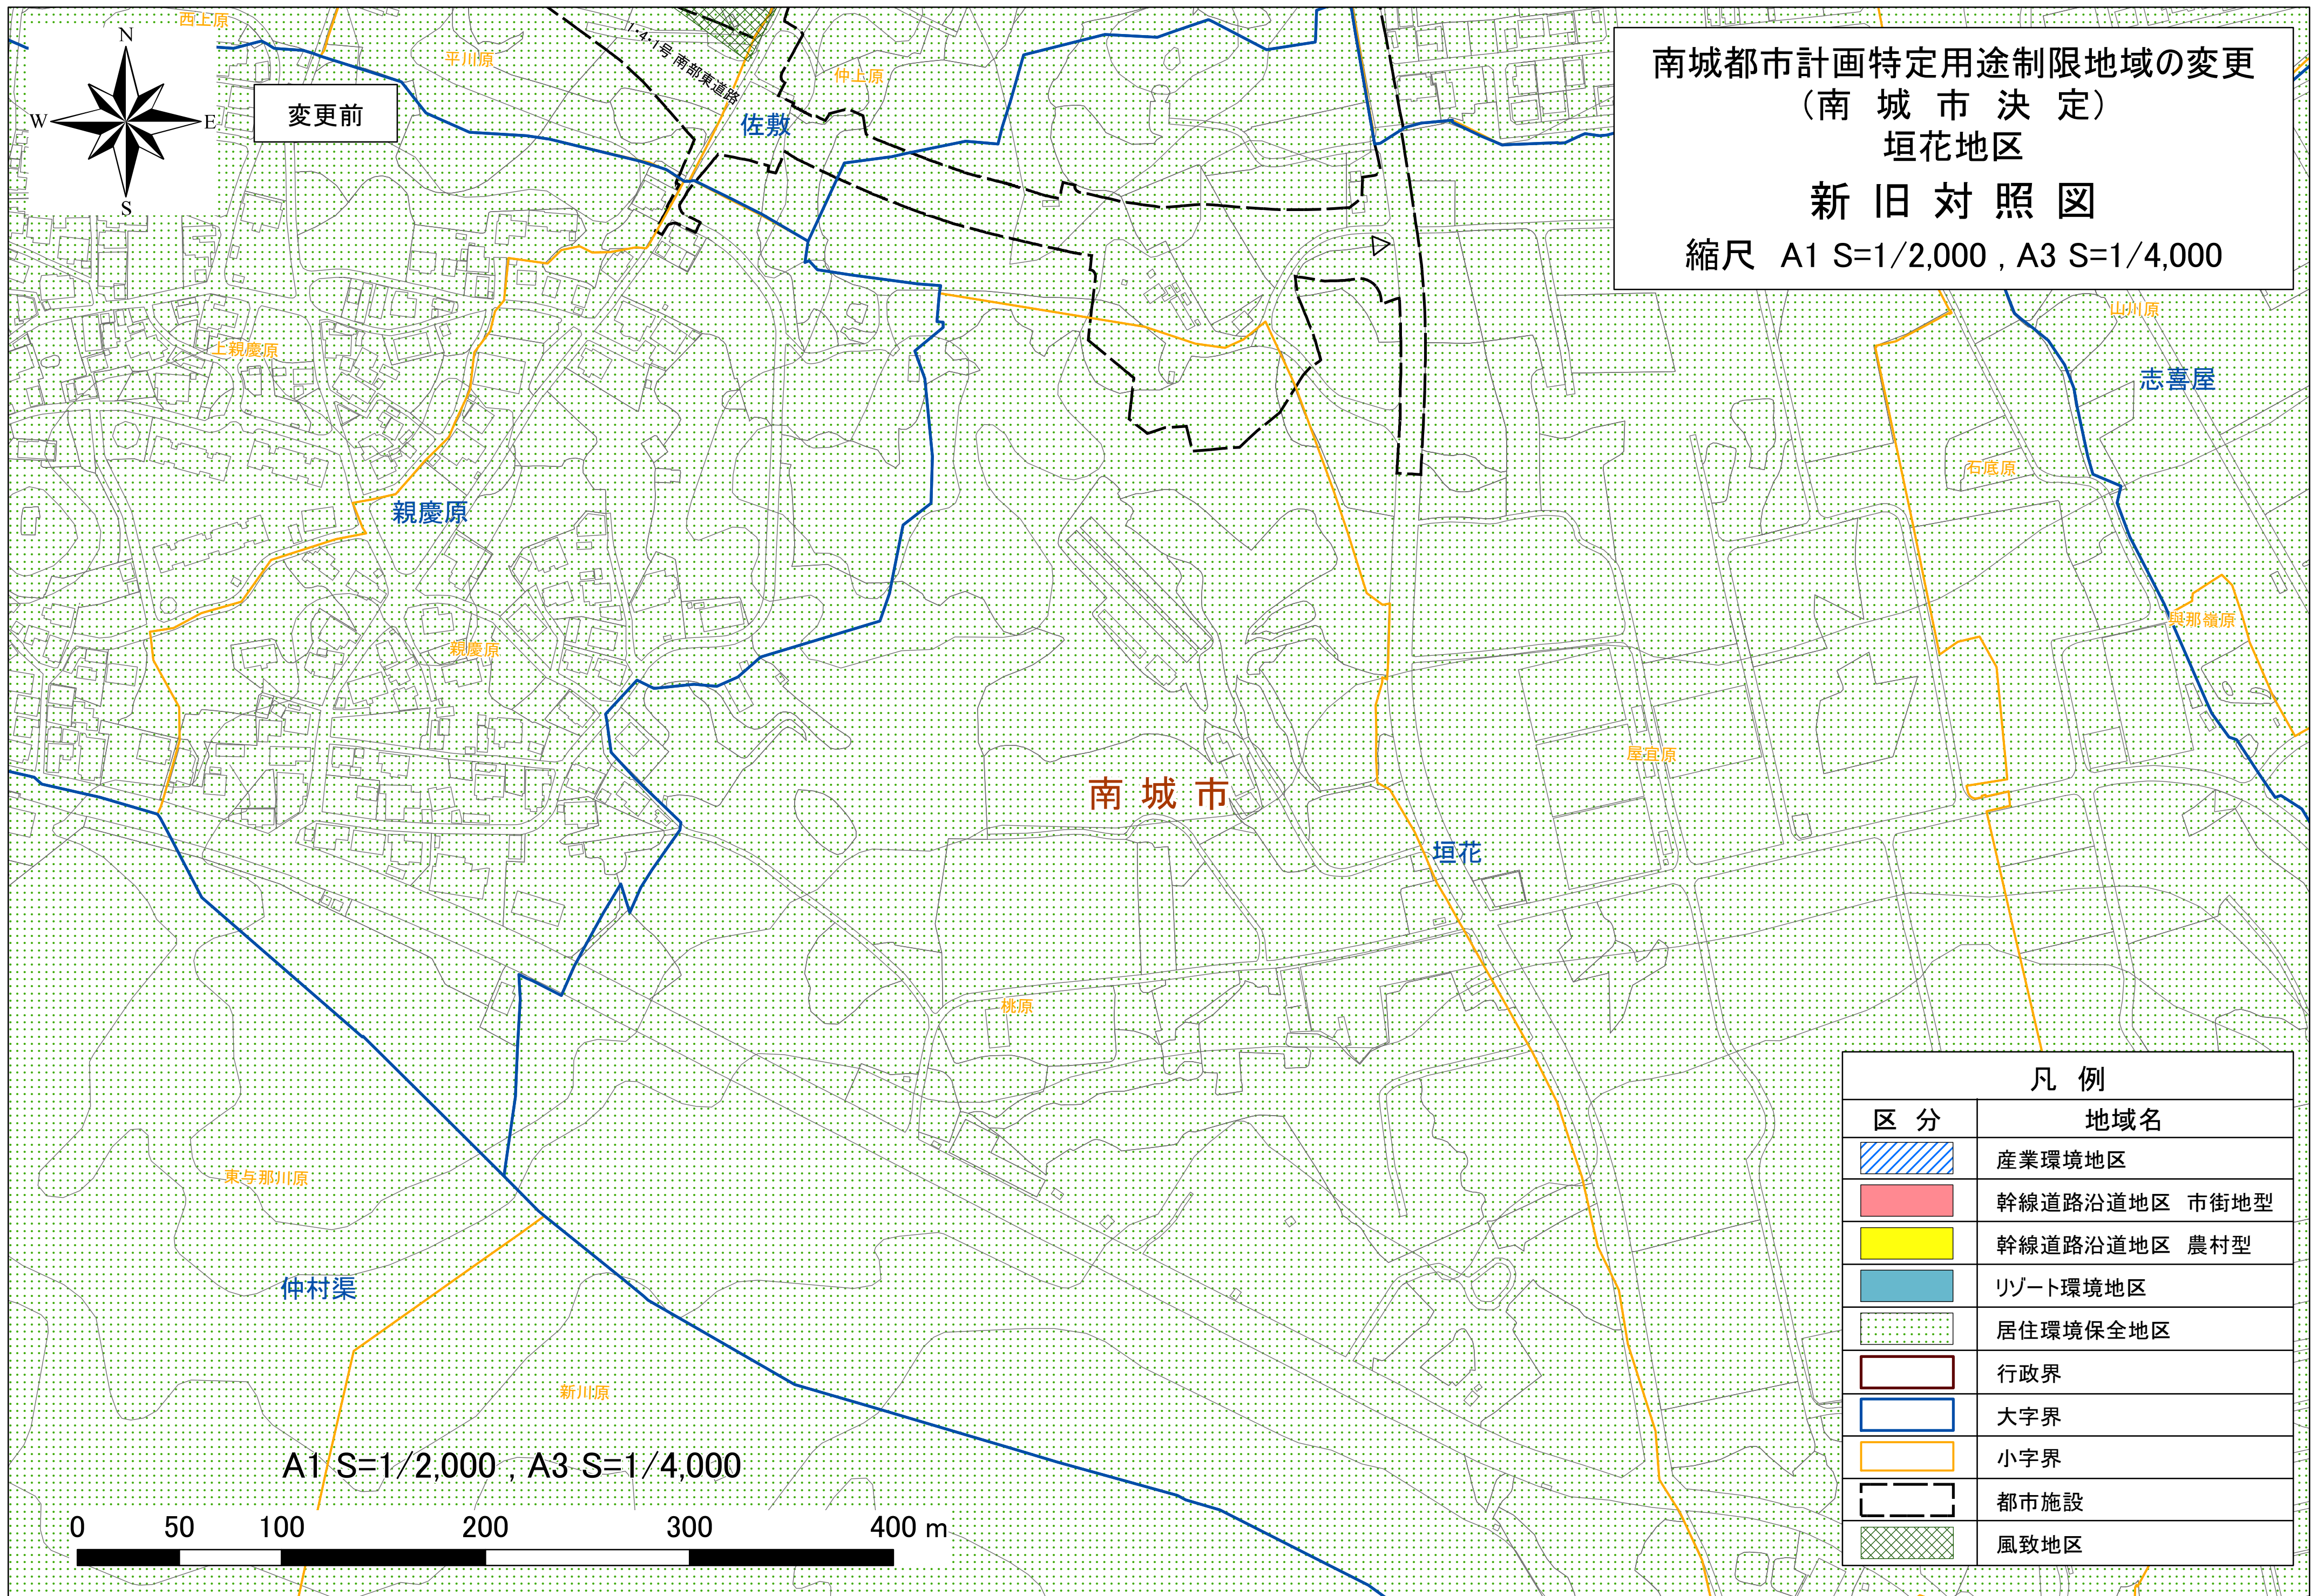 南城都市計画特定用途制限地域の変更
（南 城 市 決 定）
垣花地区
新 旧 対 照 図
縮尺 A1 S=1/2,000 , A3 S=1/4,000
変更前
N
W
E
S
西上原
平川原
1・4・1号 南部東道路
仲上原
佐敷
上親慶原
親慶原
親慶原
山川原
志喜屋
石底原
與那嶺原
屋宜原
南 城 市
垣花
桃原
東与那川原
仲村渠
新川原
A1 S=1/2,000 , A3 S=1/4,000
0 50 100 200 300 400 m
凡 例
区 分 地域名
産業環境地区
幹線道路沿道地区 市街地型
幹線道路沿道地区 農村型
リゾート環境地区
居住環境保全地区
行政界
大字界
小字界
都市施設
風致地区